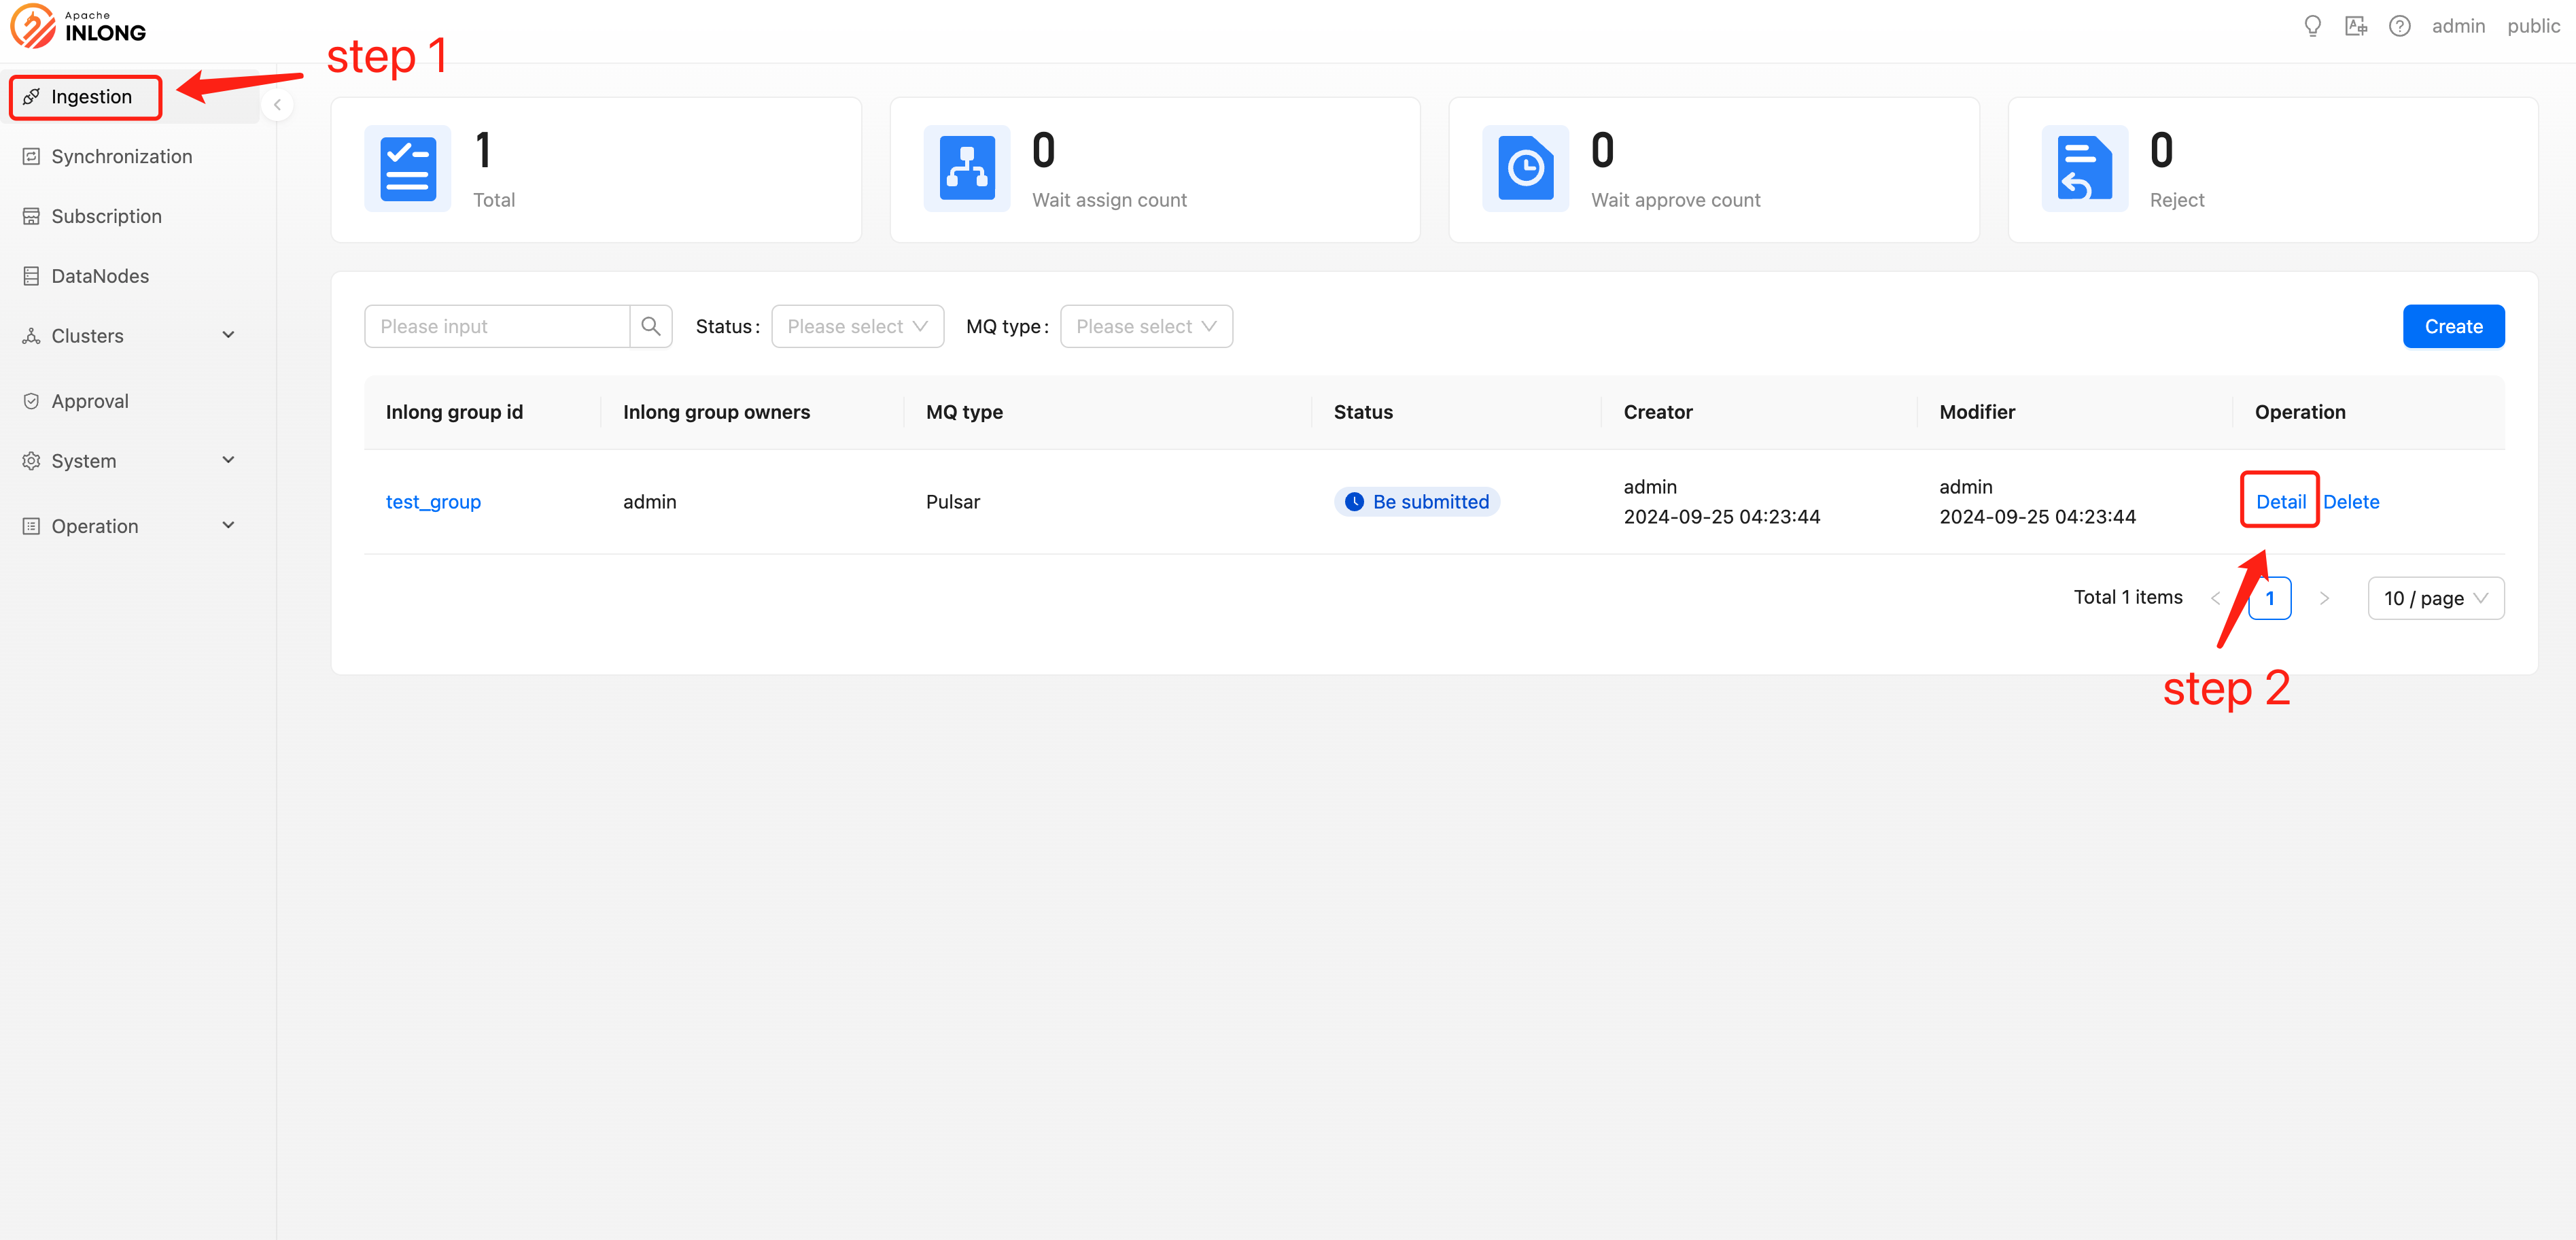 Apache
INLONG
admin public
step 1
Ingestion
Synchronization
Subscription
DataNodes
Clusters
Approval
System
Operation
1
Total
0
Wait assign count
0
Wait approve count
0
Reject
Please input
Status :
Please select
MQ type :
Please select
Create
Inlong group id Inlong group owners MQ type Status Creator Modifier Operation
test_group admin Pulsar Be submitted
admin
2024-09-25 04:23:44
admin
2024-09-25 04:23:44
Detail Delete
Total 1 items
1
10 / page
step 2